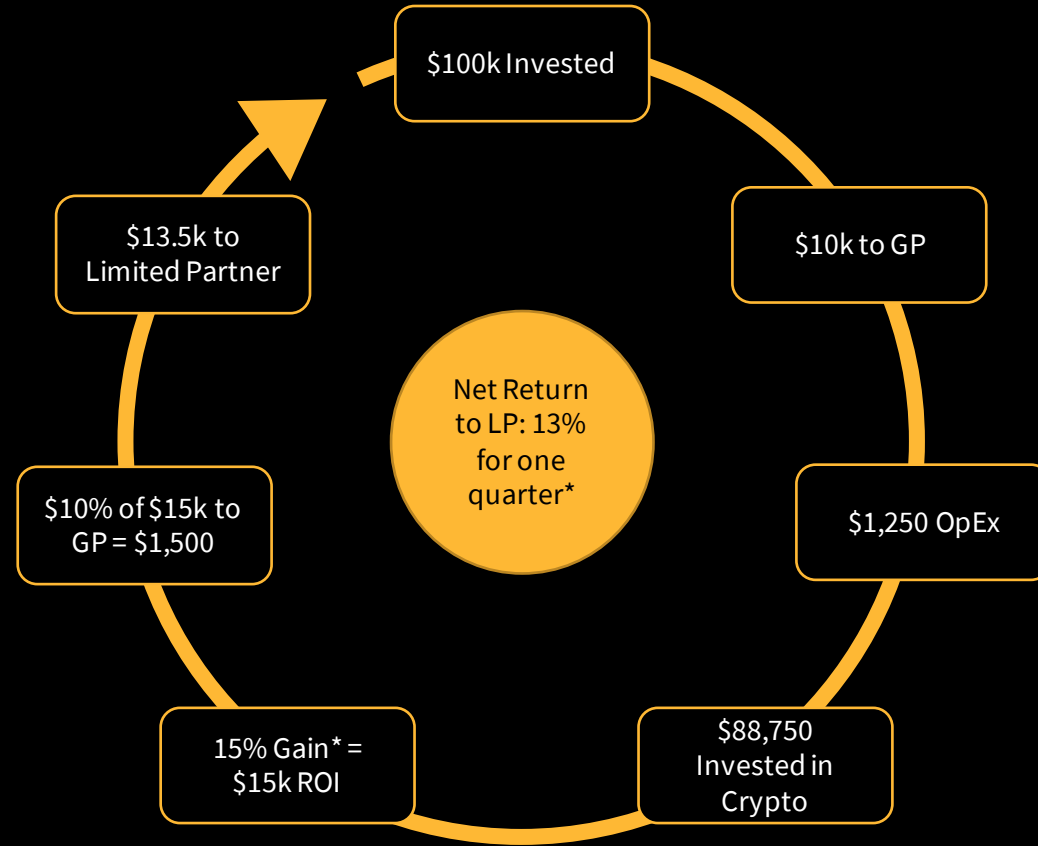 $100k Invested
$10k to GP
$1,250 OpEx
$88,750
Invested in
Crypto
15% Gain* =
$15k ROI
$10% of $15k to
GP = $1,500
$13.5k to
Limited Partner
Net Return
to LP: 13%
for one
quarter*